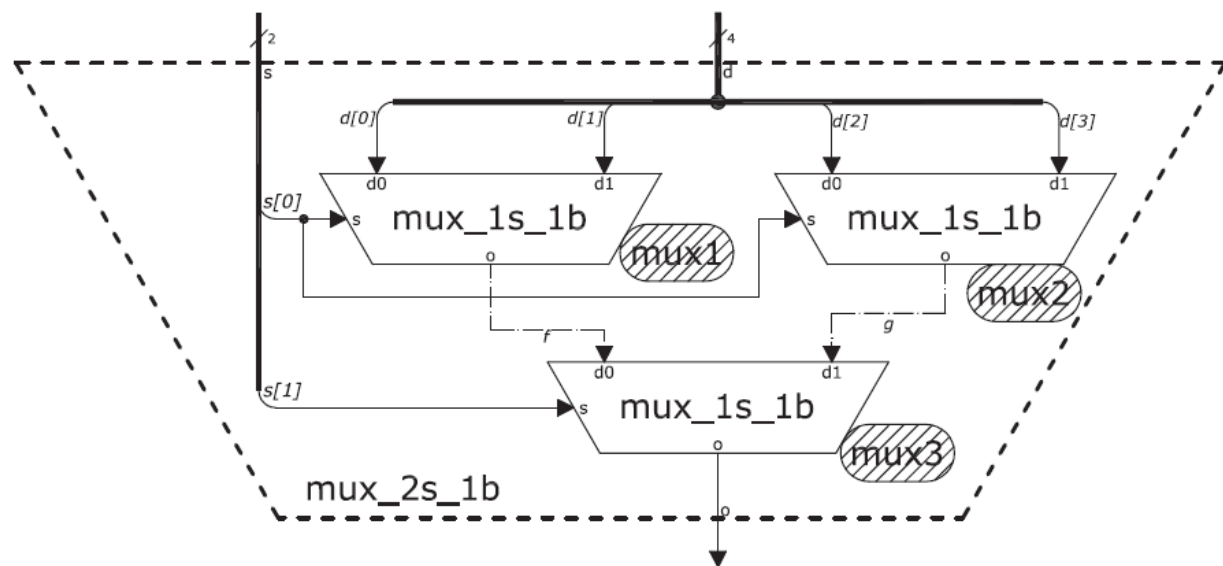 2
4
s
d
d[0]
d[1]
d[2]
d[3]
d0
d1
d0
d1
s[0]
s
mux_1s_1b
s
mux_1s_1b
o
mux1
o
mux2
f
g
d0
d1
s[1]
s
mux_1s_1b
o
mux3
mux_2s_1b
o